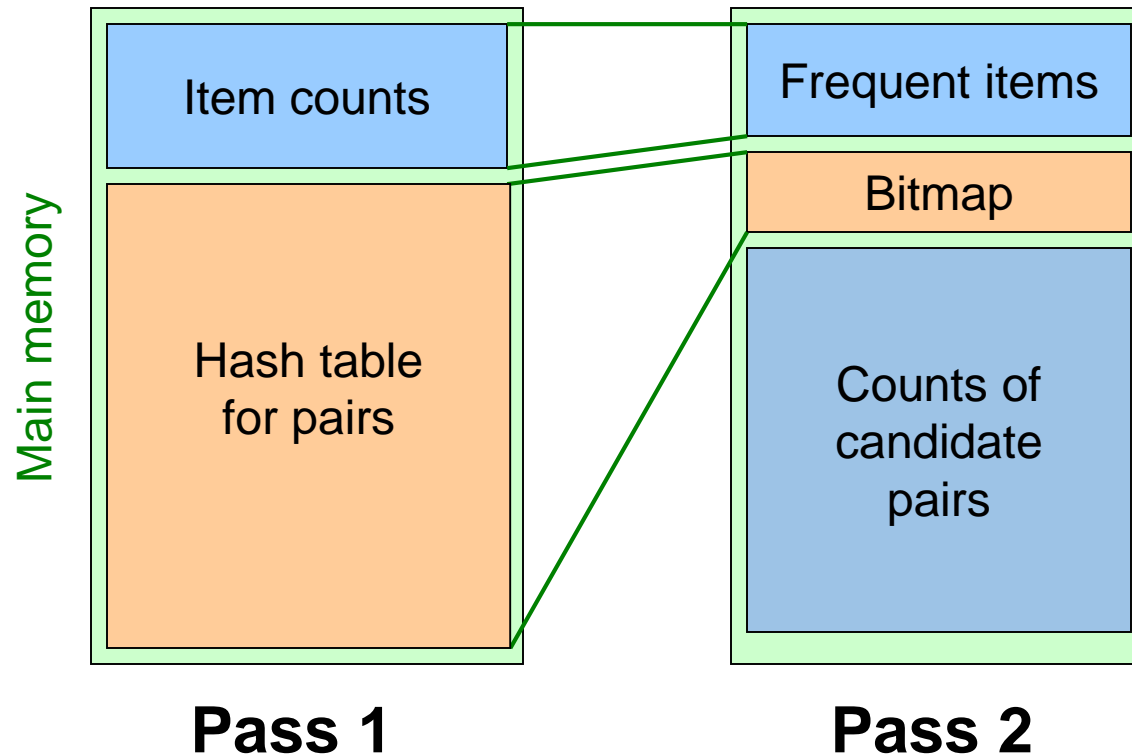 Main memory
Item counts
Hash table
for pairs
Pass 1
Frequent items
Bitmap
Counts of
candidate
pairs
Pass 2